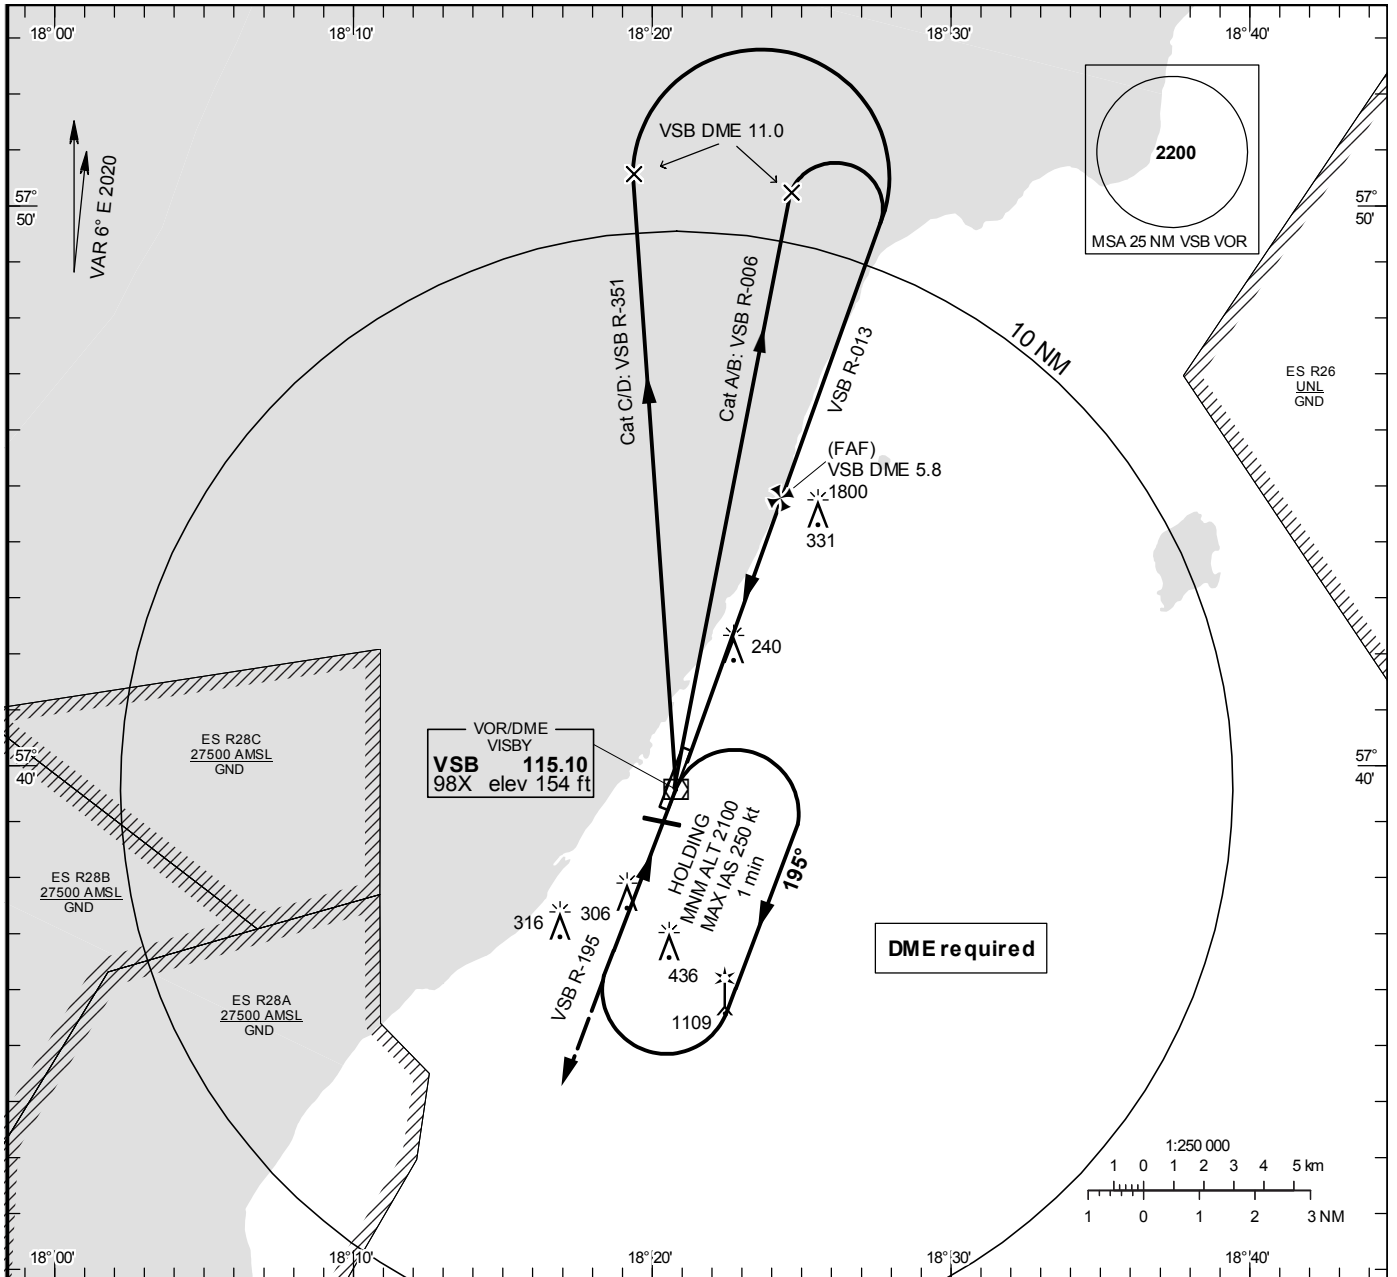 18°00'
18°10'
18°20'
18°30'
18°40'
VAR 6° E 2020
VSB DME 11.0
2200
MSA 25 NM VSB VOR
57°
50'
57°
50'
Cat C/D: VSB R-351
Cat A/B: VSB R-006
VSB R-013
10 NM
ES R26
UNL
GND
(FAF)
VSB DME 5.8
1800
331
240
VOR/DME
VISBY
VSB 115.10
98X elev 154 ft
ES R28C
27500 AMSL
GND
57°
40'
57°
40'
HOLDING
MNM ALT 2100
MAX IAS 250 kt
1 min
195°
ES R28B
27500 AMSL
GND
316
306
436
1109
VSB R-195
DME required
ES R28A
27500 AMSL
GND
1:250 000
1 0 1 2 3 4 5 km
1 0 1 2 3 NM
18°00'
18°10'
18°20'
18°30'
18°40'